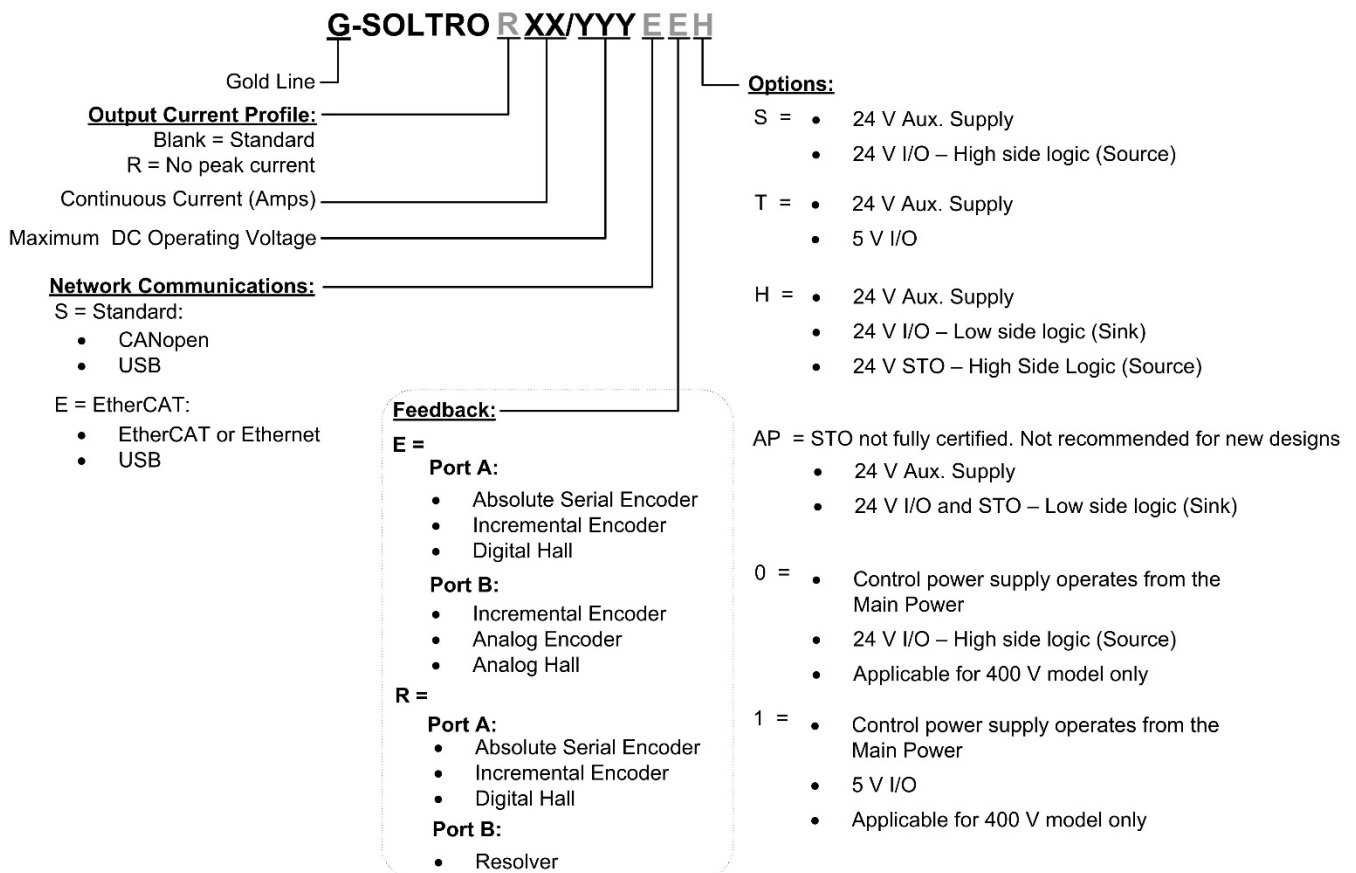 G-SOLTRO R XX/YYY E E H
Gold Line
Output Current Profile:
Blank = Standard
R = No peak current
Continuous Current (Amps)
Maximum DC Operating Voltage
Network Communications:
S = Standard:
• CANopen
• USB
E = EtherCAT:
• EtherCAT or Ethernet
• USB
Feedback:
E =
Port A:
• Absolute Serial Encoder
• Incremental Encoder
• Digital Hall
Port B:
• Incremental Encoder
• Analog Encoder
• Analog Hall
R =
Port A:
• Absolute Serial Encoder
• Incremental Encoder
• Digital Hall
Port B:
• Resolver
Options:
S = • 24 V Aux. Supply
• 24 V I/O – High side logic (Source)
T = • 24 V Aux. Supply
• 5 V I/O
H = • 24 V Aux. Supply
• 24 V I/O – Low side logic (Sink)
• 24 V STO – High Side Logic (Source)
AP = STO not fully certified. Not recommended for new designs
• 24 V Aux. Supply
• 24 V I/O and STO – Low side logic (Sink)
0 = • Control power supply operates from the
Main Power
• 24 V I/O – High side logic (Source)
• Applicable for 400 V model only
1 = • Control power supply operates from the
Main Power
• 5 V I/O
• Applicable for 400 V model only